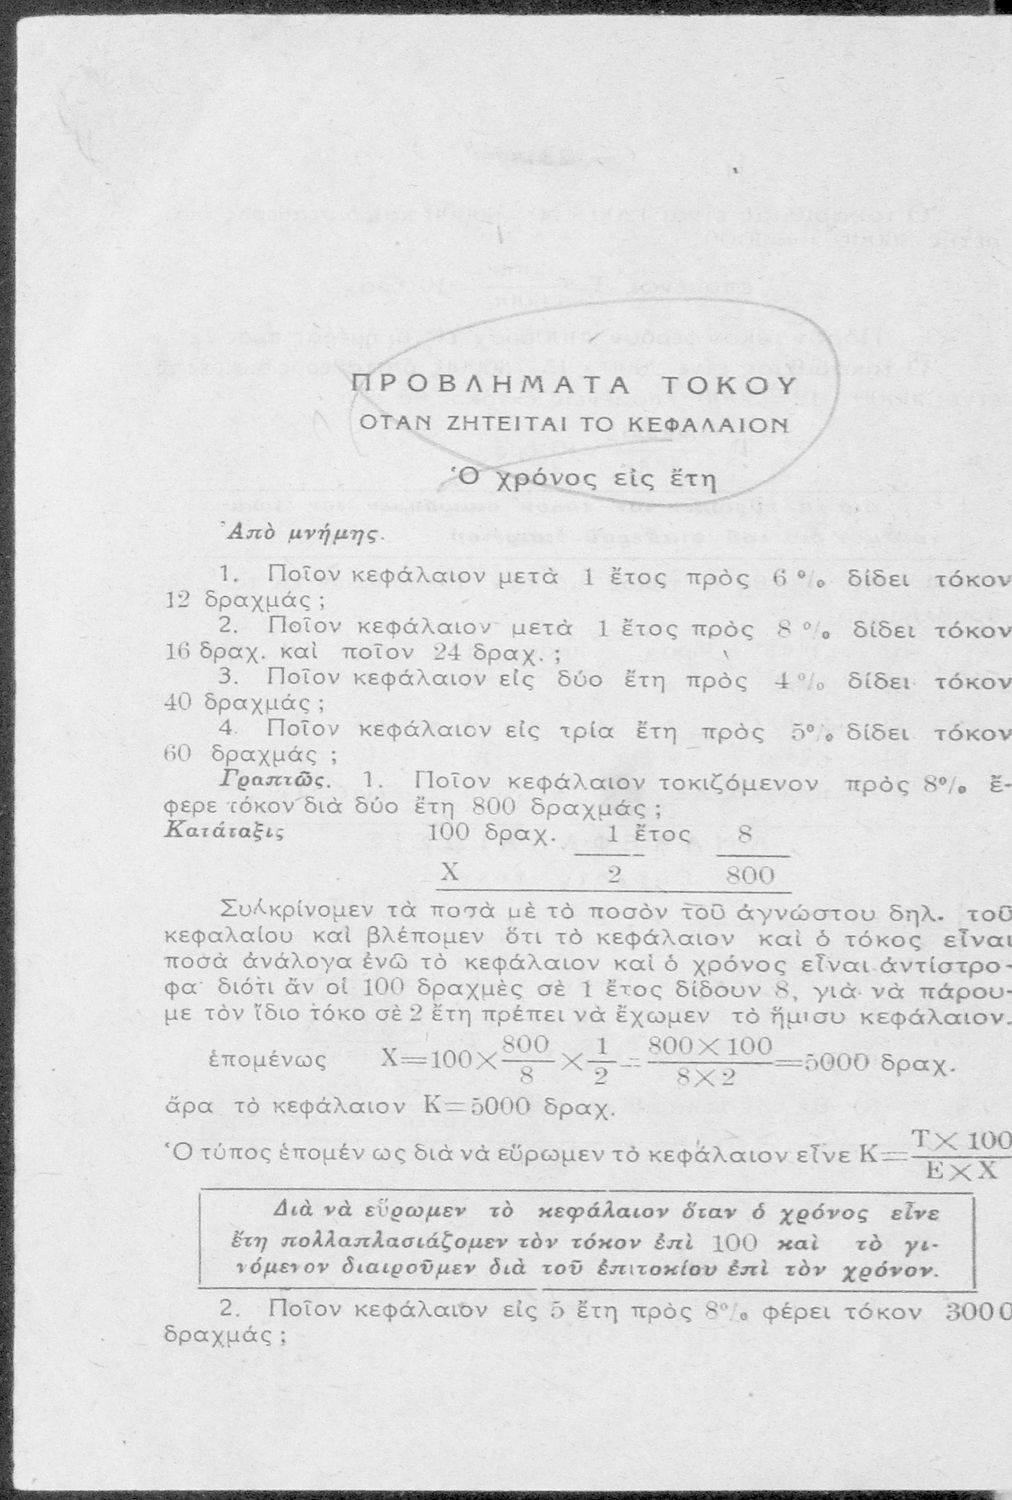 ΠΡΟΒΛΗΜΑΤΑ ΤΟΚΟΥ
ΟΤΑΝ ΖΗΤΕΙΤΑΙ ΤΟ ΚΕΦΑΛΑΙΟΝ
Ὁ χρόνος εἰς ἔτη
Ἀπὸ μνήμης.
1. Ποῖον κεφάλαιον μετὰ 1 ἔτος πρὸς 6 % δίδει τόκον
12 δραχμάς ;
2. Ποῖον κεφάλαιον μετὰ 1 ἔτος πρὸς 8 % δίδει τόκον
16 δραχ. καὶ ποῖον 24 δραχ. ;
3. Ποῖον κεφάλαιον εἰς δύο ἔτη πρὸς 4 % δίδει τόκον
40 δραχμάς ;
4. Ποῖον κεφάλαιον εἰς τρία ἔτη πρὸς 5% δίδει τόκον
60 δραχμάς ;
Γραπτῶς. 1. Ποῖον κεφάλαιον τοκιζόμενον πρὸς 8% ἔ-
φερε τόκον διὰ δύο ἔτη 800 δραχμάς ;
Κατάταξις 100 δραχ. 1 ἔτος 8
Χ 2 800
Συγκρίνομεν τὰ ποσὰ μὲ τὸ ποσὸν τοῦ ἀγνώστου δηλ. τοῦ
κεφαλαίου καὶ βλέπομεν ὅτι τὸ κεφάλαιον καὶ ὁ τόκος εἶναι
ποσὰ ἀνάλογα ἐνῶ τὸ κεφάλαιον καὶ ὁ χρόνος εἶναι ἀντίστρο-
φα διότι ἄν οἱ 100 δραχμὲς σὲ 1 ἔτος δίδουν 8, γιὰ νὰ πάρου-
με τὸν ἴδιο τόκο σὲ 2 ἔτη πρέπει νὰ ἔχωμεν τὸ ἥμισυ κεφάλαιον.
ἑπομένως Χ=100×800/8×1/2=800×100/8×2=5000 δραχ.
ἄρα τὸ κεφάλαιον Κ=5000 δραχ.
Ὁ τύπος ἑπομένως διὰ νὰ εὕρωμεν τὸ κεφάλαιον εἶνε Κ=Τ×100/Ε×Χ
Διὰ νὰ εὕρωμεν τὸ κεφάλαιον ὅταν ὁ χρόνος εἶνε
ἔτη πολλαπλασιάζομεν τὸν τόκον ἐπὶ 100 καὶ τὸ γι-
νόμενον διαιροῦμεν διὰ τοῦ ἐπιτοκίου ἐπὶ τὸν χρόνον.
2. Ποῖον κεφάλαιον εἰς 5 ἔτη πρὸς 8% φέρει τόκον 3000
δραχμάς ;